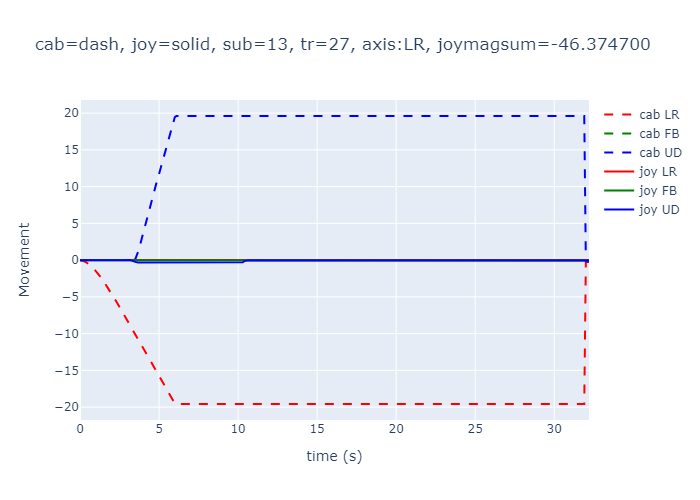 cab=dash, joy=solid, sub=13, tr=27, axis:LR, joymagsum=-46.374700
20
15
10
5
0
−5
−10
−15
−20
Movement
0
5
10
15
20
25
30
time (s)
cab LR
cab FB
cab UD
joy LR
joy FB
joy UD